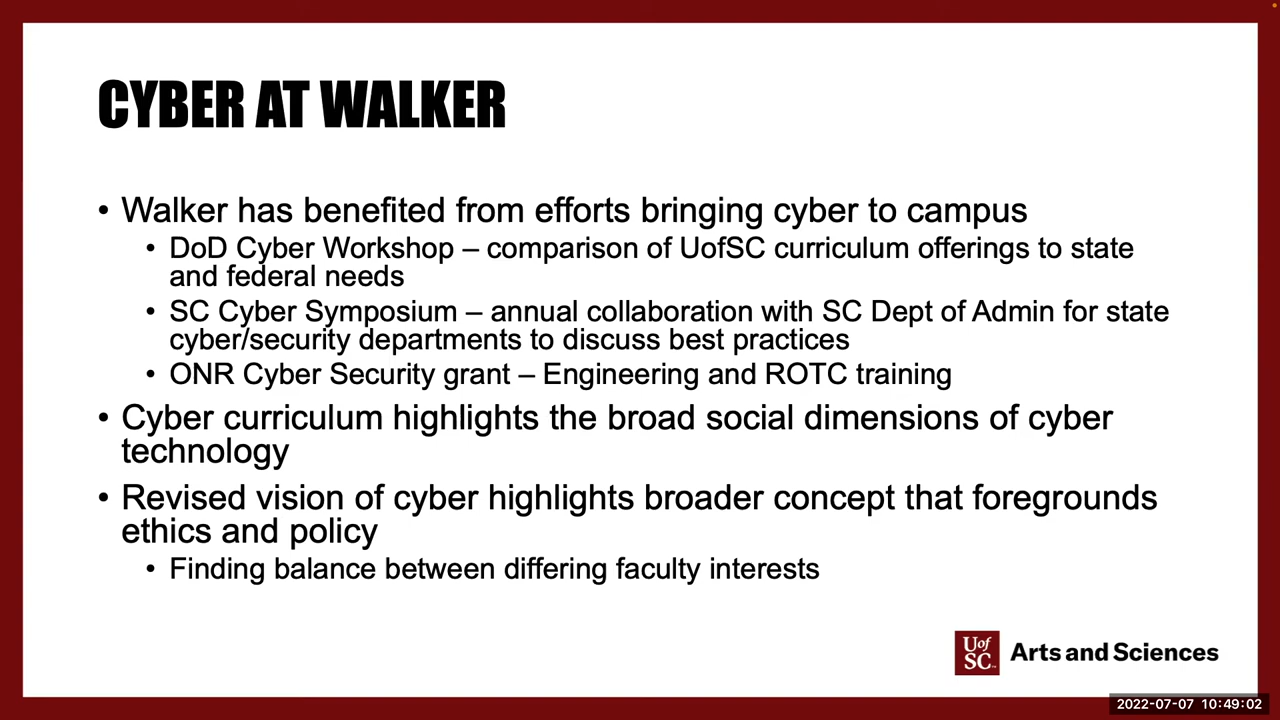 CYBER AT WALKER
• Walker has benefited from efforts bringing cyber to campus
• DoD Cyber Workshop – comparison of UofSC curriculum offerings to state
and federal needs
• SC Cyber Symposium – annual collaboration with SC Dept of Admin for state
cyber/security departments to discuss best practices
• ONR Cyber Security grant – Engineering and ROTC training
• Cyber curriculum highlights the broad social dimensions of cyber
technology
• Revised vision of cyber highlights broader concept that foregrounds
ethics and policy
• Finding balance between differing faculty interests
Uof
SC
Arts and Sciences
2022-07-07 10:49:02